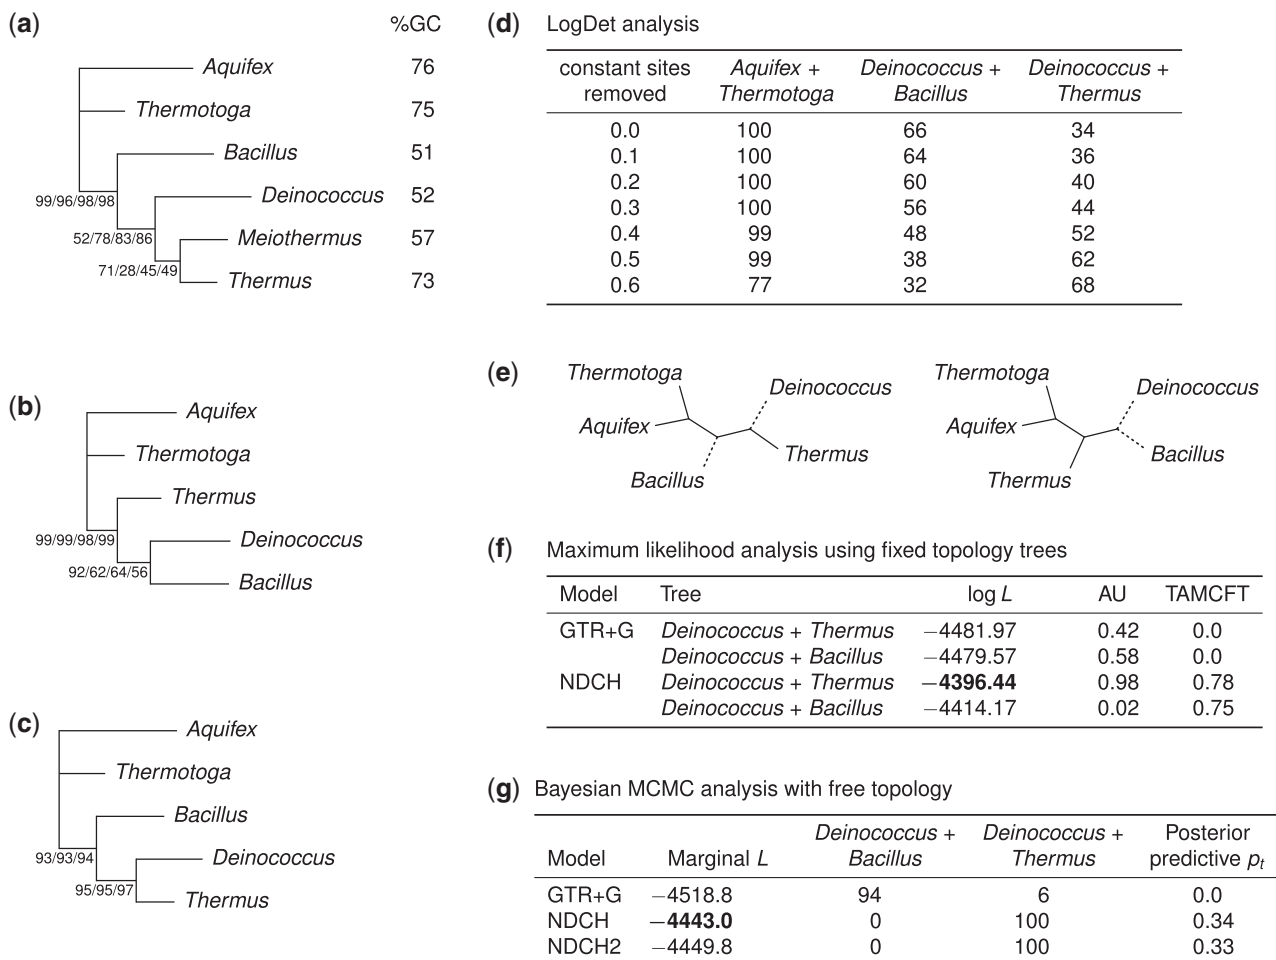 (a)
%GC
Aquifex 76
Thermotoga 75
Bacillus 51
Deinococcus 52
99/96/98/98
Meiothermus 57
52/78/83/86
71/28/45/49
Thermus 73
(b)
Aquifex
Thermotoga
Thermus
99/99/98/99
Deinococcus
92/62/64/56
Bacillus
(c)
Aquifex
Thermotoga
Bacillus
93/93/94
Deinococcus
95/95/97
Thermus
(d) LogDet analysis
constant sites removed
Aquifex + Thermotoga
Deinococcus + Bacillus
Deinococcus + Thermus
0.0 100 66 34
0.1 100 64 36
0.2 100 60 40
0.3 100 56 44
0.4 99 48 52
0.5 99 38 62
0.6 77 32 68
(e)
Thermotoga
Deinococcus
Aquifex
Thermus
Bacillus
Thermotoga
Deinococcus
Aquifex
Bacillus
Thermus
(f) Maximum likelihood analysis using fixed topology trees
Model Tree log L AU TAMCFT
GTR+G Deinococcus + Thermus −4481.97 0.42 0.0
Deinococcus + Bacillus −4479.57 0.58 0.0
NDCH Deinococcus + Thermus −4396.44 0.98 0.78
Deinococcus + Bacillus −4414.17 0.02 0.75
(g) Bayesian MCMC analysis with free topology
Deinococcus + Deinococcus + Posterior
Model Marginal L Bacillus Thermus predictive pt
GTR+G −4518.8 94 6 0.0
NDCH −4443.0 0 100 0.34
NDCH2 −4449.8 0 100 0.33